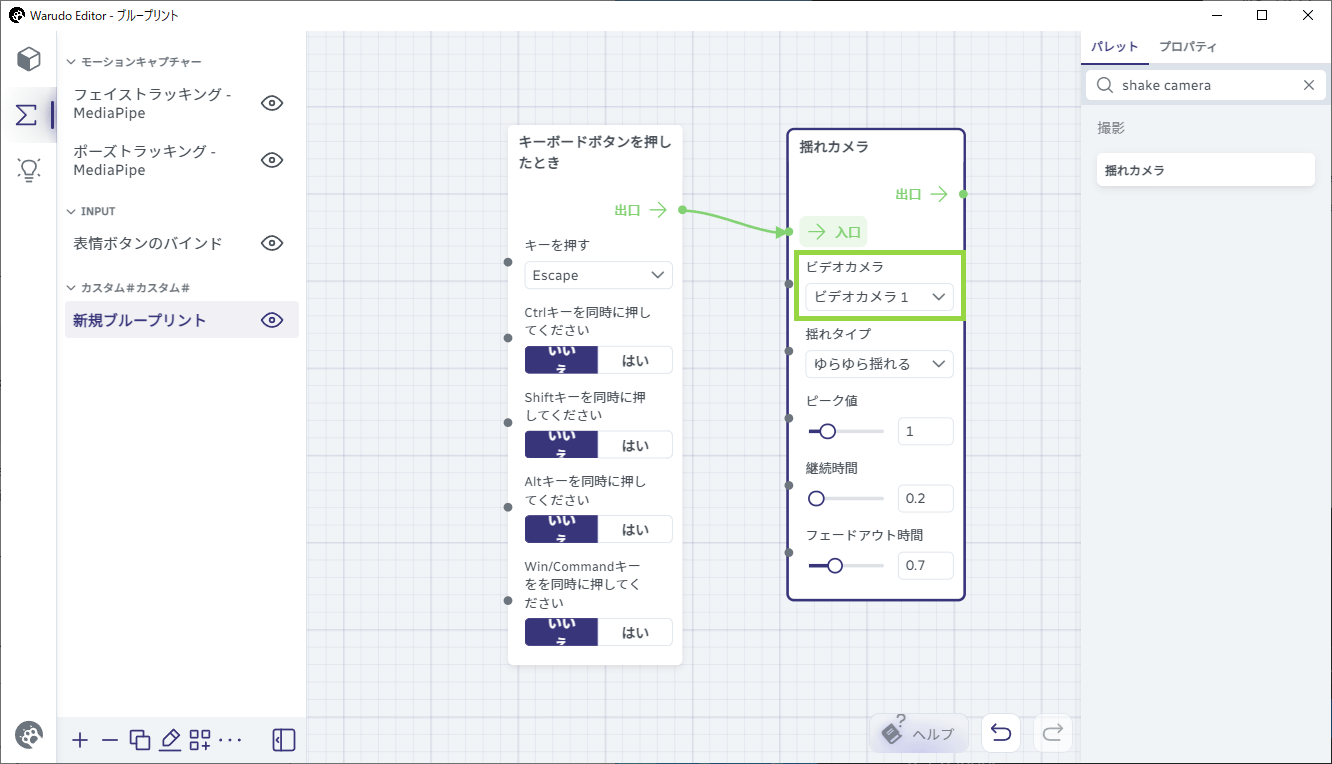 Warudo Editor - ブループリント
モーションキャプチャー
フェイストラッキング -
MediaPipe
ポーズトラッキング -
MediaPipe
INPUT
表情ボタンのバインド
カスタム＃カスタム＃
新規ブループリント
キーボードボタンを押し
たとき
出口
キーを押す
Escape
Ctrlキーを同時に押し
てください
いいえ
はい
Shiftキーを同時に押
してください
いいえ
はい
Altキーを同時に押し
てください
いいえ
はい
Win/Commandキー
をを同時に押してく
ださい
いいえ
はい
揺れカメラ
出口
入口
ビデオカメラ
ビデオカメラ 1
揺れタイプ
ゆらゆら揺れる
ピーク値
1
継続時間
0.2
フェードアウト時間
0.7
パレット
プロパティ
shake camera
撮影
揺れカメラ
ヘルプ